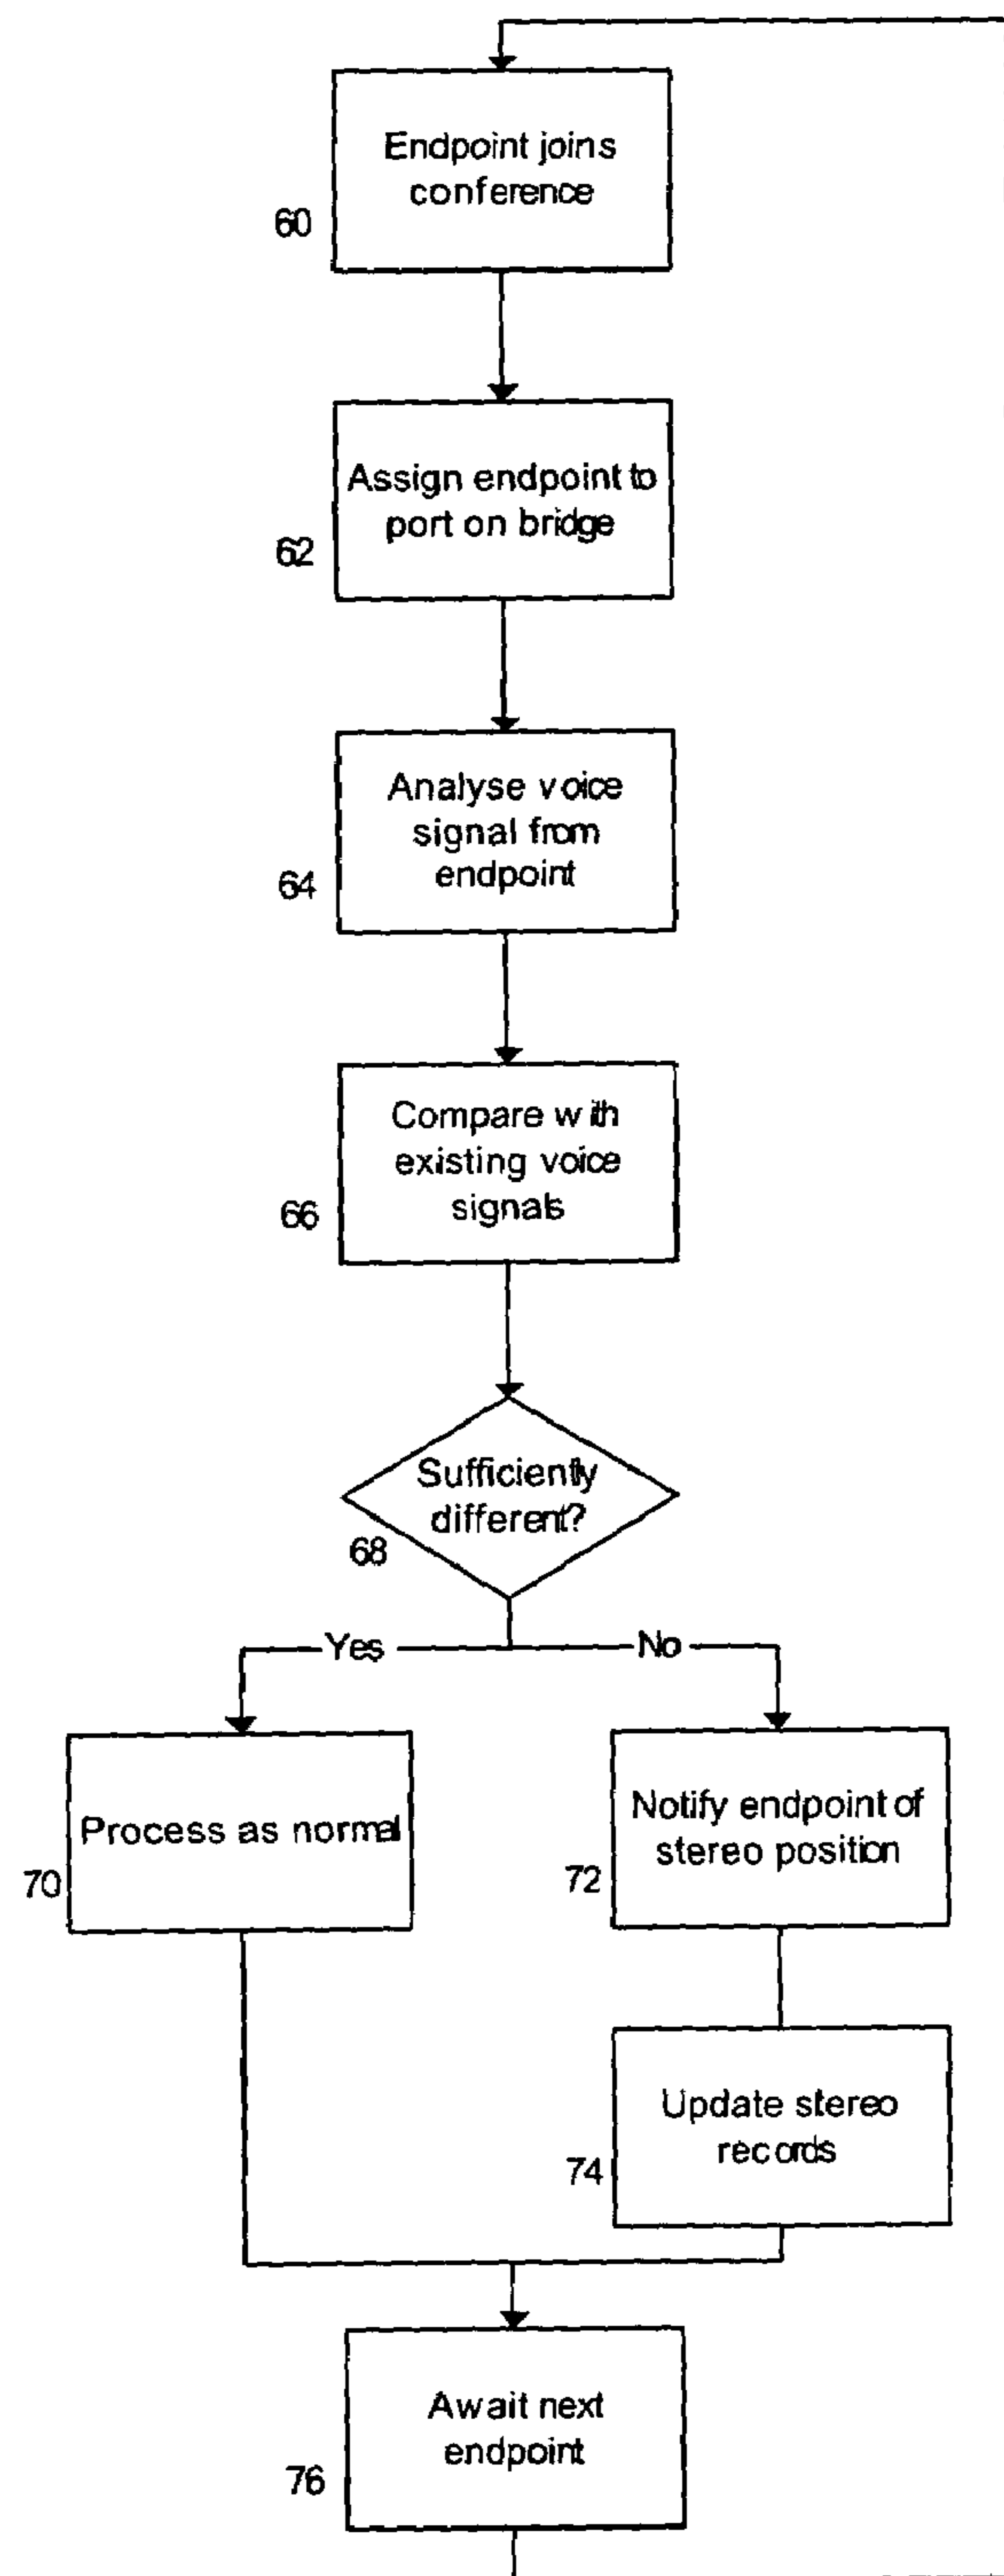 Endpoint joins
conference
60
Assign endpoint to
port on bridge
62
Analyse voice
signal from
endpoint
64
Compare with
existing voice
signals
66
Sufficiently
different?
68
Yes
No
Process as normal
70
Notify endpoint of
stereo position
72
Update stereo
records
74
Await next
endpoint
76